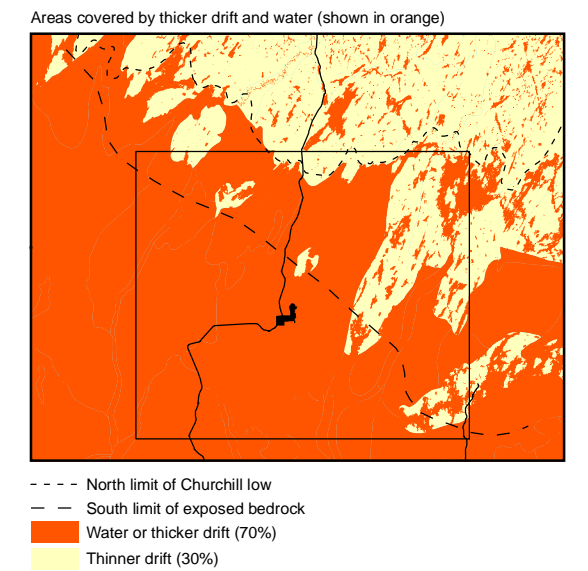 Areas covered by thicker drift and water (shown in orange)
North limit of Churchill low
South limit of exposed bedrock
Water or thicker drift (70%)
Thinner drift (30%)